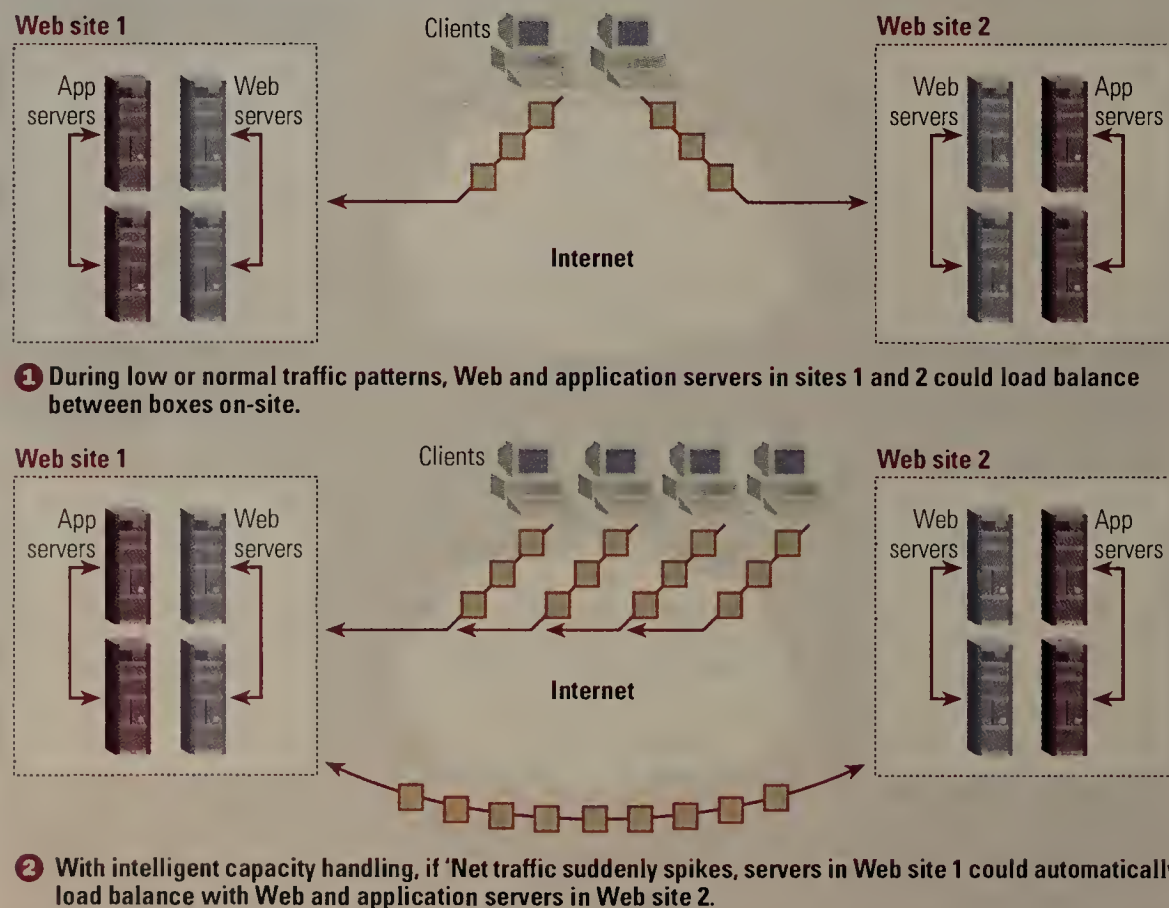 Web site 1
Clients
Web site 2
App
servers
Web
servers
Web
servers
App
servers
Internet
1 During low or normal traffic patterns, Web and application servers in sites 1 and 2 could load balance
between boxes on-site.
Web site 1
Clients
Web site 2
App
servers
Web
servers
Web
servers
App
servers
Internet
2 With intelligent capacity handling, if 'Net traffic suddenly spikes, servers in Web site 1 could automatically
load balance with Web and application servers in Web site 2.